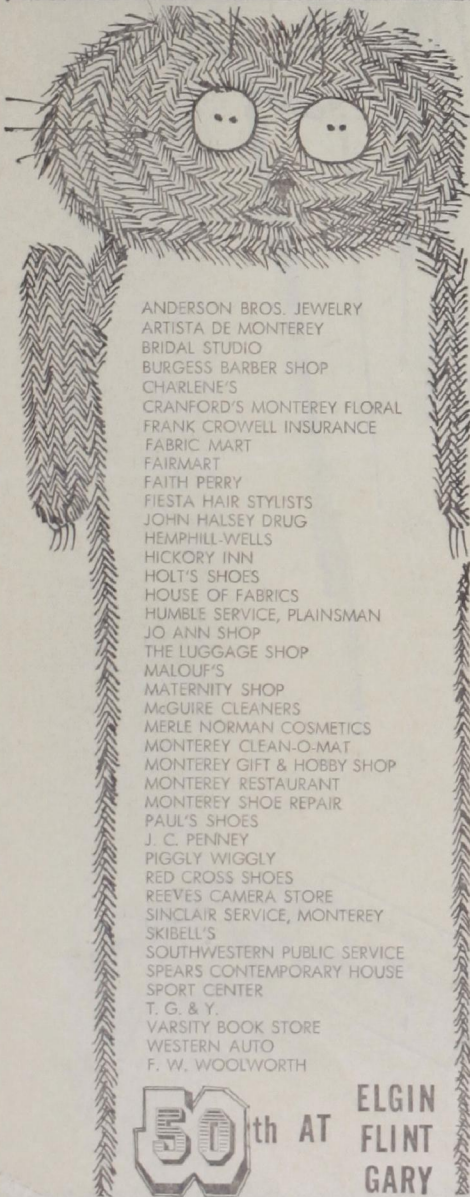 ANDERSON BROS. JEWELRY
ARTISTA DE MONTEREY
BRIDAL STUDIO
BURGESS BARBER SHOP
CHARLENE'S
CRANFORD'S MONTEREY FLORAL
FRANK CROWELL INSURANCE
FABRIC MART
FAIRMART
FAITH PERRY
FIESTA HAIR STYLISTS
JOHN HALSEY DRUG
HEMPHILL-WELLS
HICKORY INN
HOLT'S SHOES
HOUSE OF FABRICS
HUMBLE SERVICE, PLAINSMAN
JO ANN SHOP
THE LUGGAGE SHOP
MALOUF'S
MATERNITY SHOP
McGUIRE CLEANERS
MERLE NORMAN COSMETICS
MONTEREY CLEAN-O-MAT
MONTEREY GIFT & HOBBY SHOP
MONTEREY RESTAURANT
MONTEREY SHOE REPAIR
PAUL'S SHOES
J. C. PENNEY
PIGGLY WIGGLY
RED CROSS SHOES
REEVES CAMERA STORE
SINCLAIR SERVICE, MONTEREY
SKIBELL'S
SOUTHWESTERN PUBLIC SERVICE
SPEARS CONTEMPORARY HOUSE
SPORT CENTER
T. G. & Y.
VARSITY BOOK STORE
WESTERN AUTO
F. W. WOOLWORTH
50th AT
ELGIN
FLINT
GARY